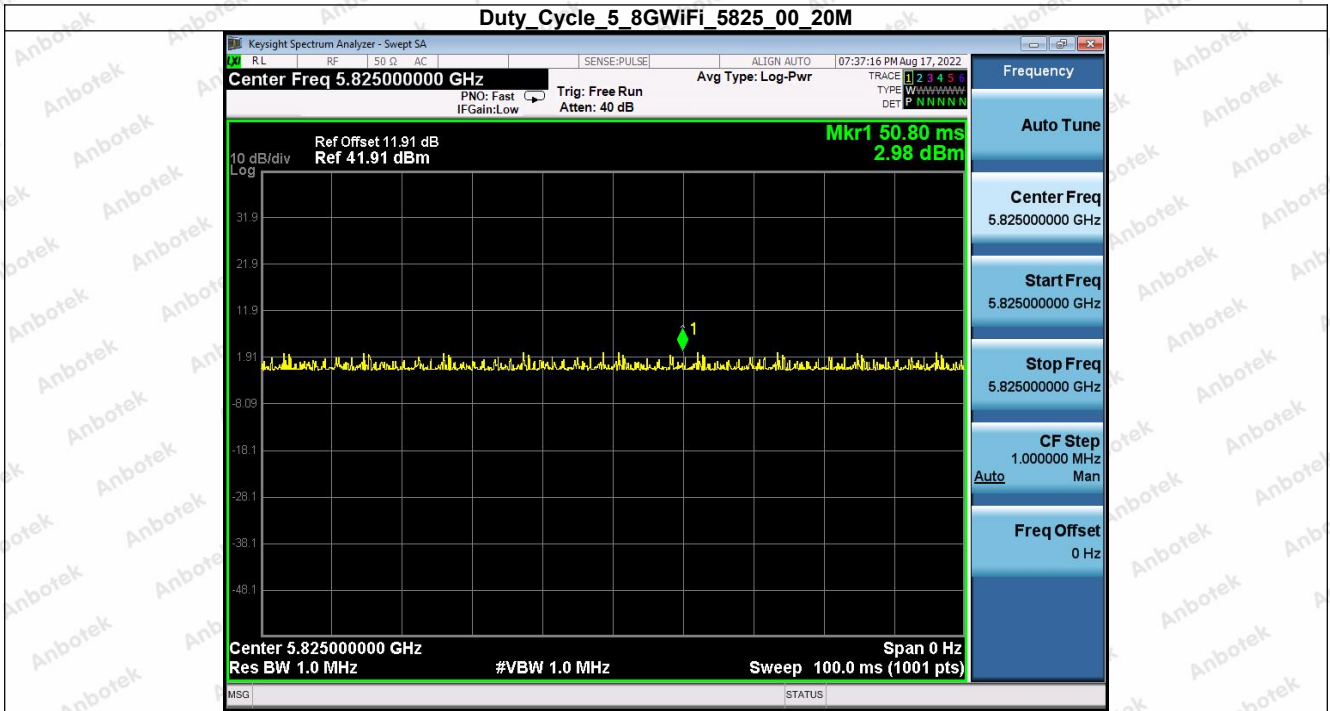 Duty_Cycle_5_8GWiFi_5825_00_20M
Keysight Spectrum Analyzer - Swept SA
LXI RL RF 50 Ω AC SENSE:PULSE ALIGN AUTO 07:37:16 PM Aug 17, 2022
Center Freq 5.825000000 GHz
PNO: Fast
IFGain:Low
Trig: Free Run
Atten: 40 dB
Avg Type: Log-Pwr
TRACE 1 2 3 4 5 6
TYPE WWWWWW
DET P N N N N N
Ref Offset 11.91 dB
10 dB/div Ref 41.91 dBm
Log
Mkr1 50.80 ms
2.98 dBm
31.9
21.9
11.9
1.91
-8.09
-18.1
-28.1
-38.1
-48.1
1
Center 5.825000000 GHz Span 0 Hz
Res BW 1.0 MHz #VBW 1.0 MHz Sweep 100.0 ms (1001 pts)
MSG STATUS
Frequency
Auto Tune
Center Freq
5.825000000 GHz
Start Freq
5.825000000 GHz
Stop Freq
5.825000000 GHz
CF Step
1.000000 MHz
Auto Man
Freq Offset
0 Hz
Anbotek